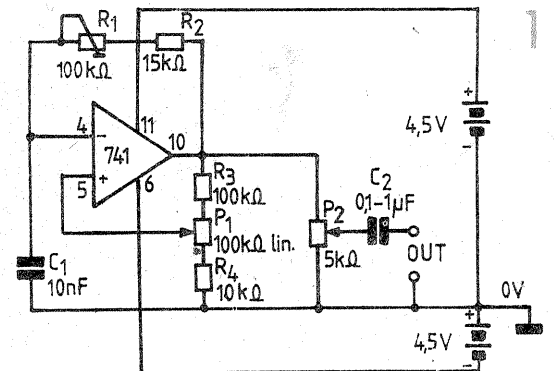 1
R1
R2
100kΩ
15kΩ
4
-
11
10
741
5
+
6
R3
100kΩ
P1
100kΩ lin.
R4
10kΩ
C1
10nF
P2
5kΩ
C2
0,1-1µF
OUT
+
4,5V
-
0V
+
4,5V
-